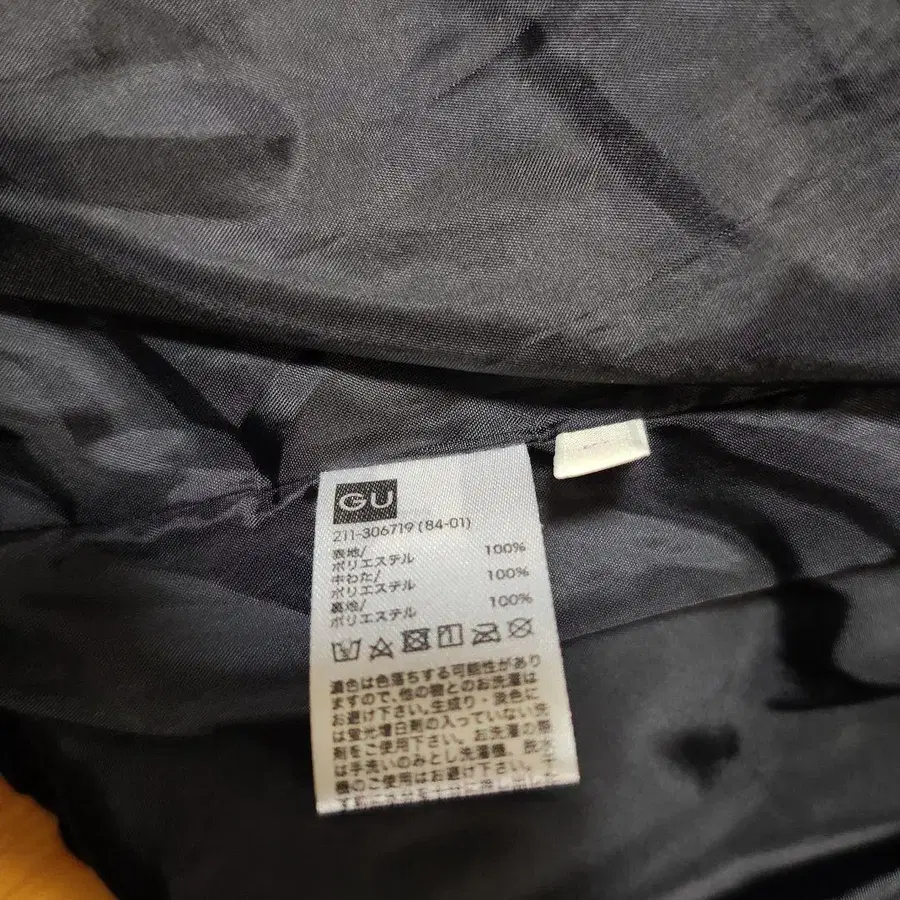 GU
211-306719 (84-01)
表地/
ポリエステル 100%
中わた/
ポリエステル 100%
裏地/
ポリエステル 100%
濃色は色落ちする可能性があり
ますので、他の物とのお洗濯は
お避け下さい。生成り・淡色に
は蛍光増白剤の入っていない洗
剤をご使用下さい。お洗濯の際
は手洗いのみとし洗濯機、脱水
機のご使用はお避け下さい。